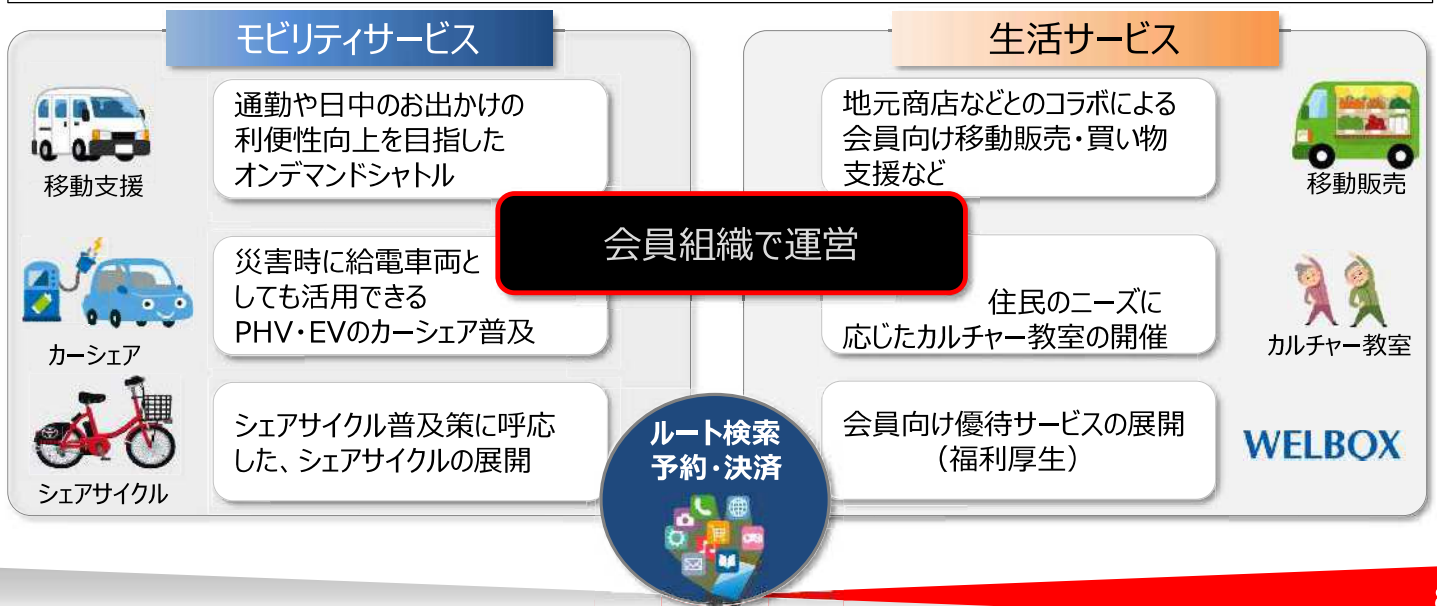 モビリティサービス
移動支援
通勤や日中のお出かけの
利便性向上を目指した
オンデマンドシャトル
カーシェア
災害時に給電車両と
しても活用できる
PHV・EVのカーシェア普及
シェアサイクル
シェアサイクル普及策に呼応
した、シェアサイクルの展開
会員組織で運営
ルート検索
予約・決済
生活サービス
地元商店などとのコラボによる
会員向け移動販売・買い物
支援など
移動販売
住民のニーズに
応じたカルチャー教室の開催
カルチャー教室
会員向け優待サービスの展開
（福利厚生）
WELBOX